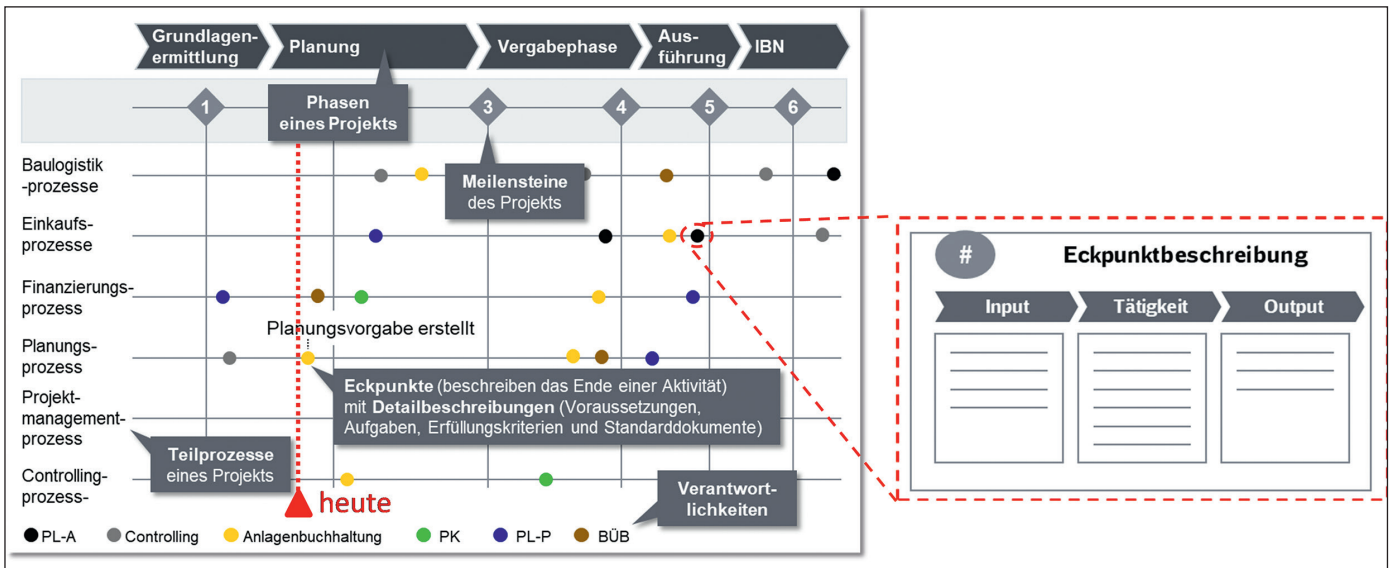 Grundlagen-
ermittlung
Planung
Vergabephase
Aus-
führung
IBN
1
Phasen
eines Projekts
3
4
5
6
Baulogistik
-prozesse
Meilensteine
des Projekts
Einkaufs-
prozesse
Finanzierungs-
prozess
Planungsvorgabe erstellt
Planungs-
prozess
Eckpunkte (beschreiben das Ende einer Aktivität)
mit Detailbeschreibungen (Voraussetzungen,
Aufgaben, Erfüllungskriterien und Standarddokumente)
Projekt-
management-
prozess
Teilprozesse
eines Projekts
Controlling-
prozess-
heute
Verantwort-
lichkeiten
PL-A
Controlling
Anlagenbuchhaltung
PK
PL-P
BÜB
#
Eckpunktbeschreibung
Input
Tätigkeit
Output